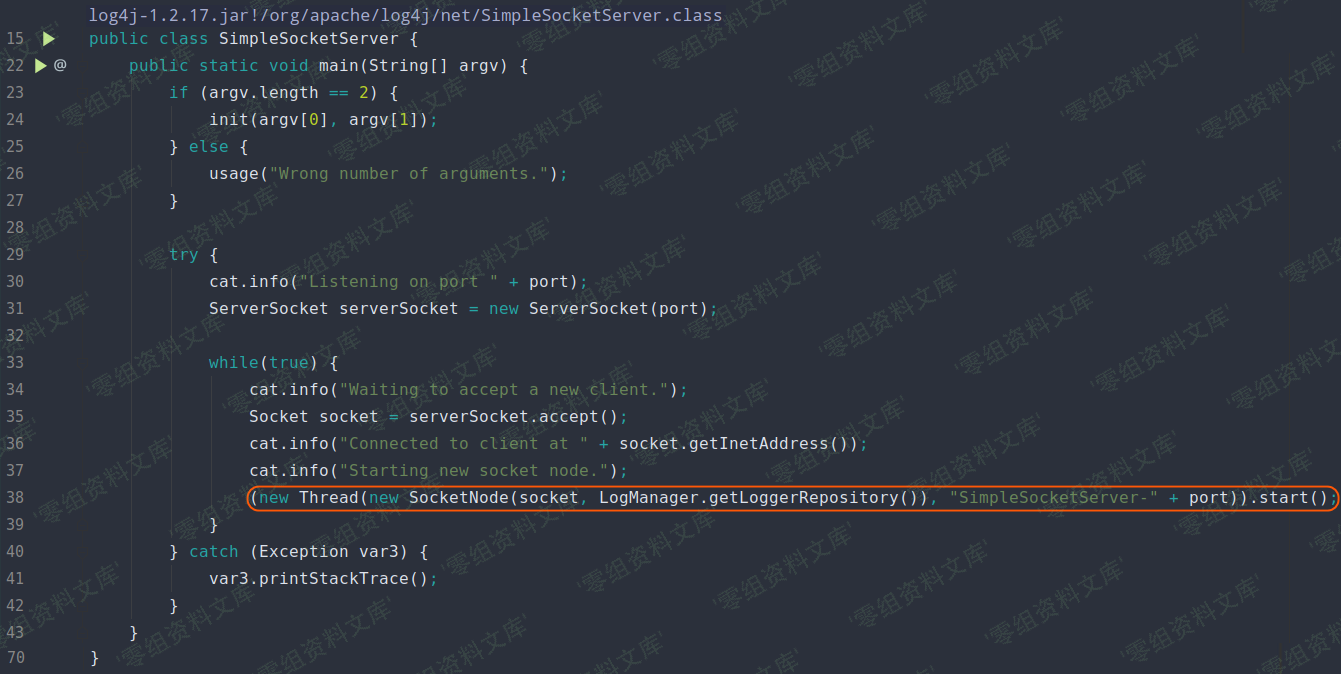 log4j-1.2.17.jar!/org/apache/log4j/net/SimpleSocketServer.class
15 public class SimpleSocketServer {
22 @ public static void main(String[] argv) {
23 if (argv.length == 2) {
24 init(argv[0], argv[1]);
25 } else {
26 usage("Wrong number of arguments.");
27 }
28
29 try {
30 cat.info("Listening on port " + port);
31 ServerSocket serverSocket = new ServerSocket(port);
32
33 while(true) {
34 cat.info("Waiting to accept a new client.");
35 Socket socket = serverSocket.accept();
36 cat.info("Connected to client at " + socket.getInetAddress());
37 cat.info("Starting new socket node.");
38 (new Thread(new SocketNode(socket, LogManager.getLoggerRepository()), "SimpleSocketServer-" + port)).start();
39 }
40 } catch (Exception var3) {
41 var3.printStackTrace();
42 }
43 }
70 }
'零组资料文库'